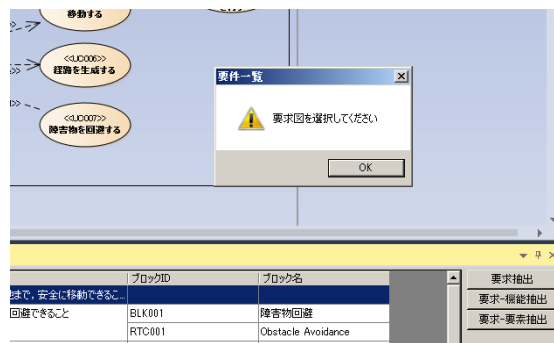 移動する
<<UC006>>
経路を生成する
<<UC007>>
障害物を回避する
要件一覧
要求図を選択してください
OK
ブロックID
ブロック名
要求抽出
まで，安全に移動できるこ...
要求-機能抽出
回避できること
BLK001
障害物回避
要求-要素抽出
RTC001
Obstacle Avoidance